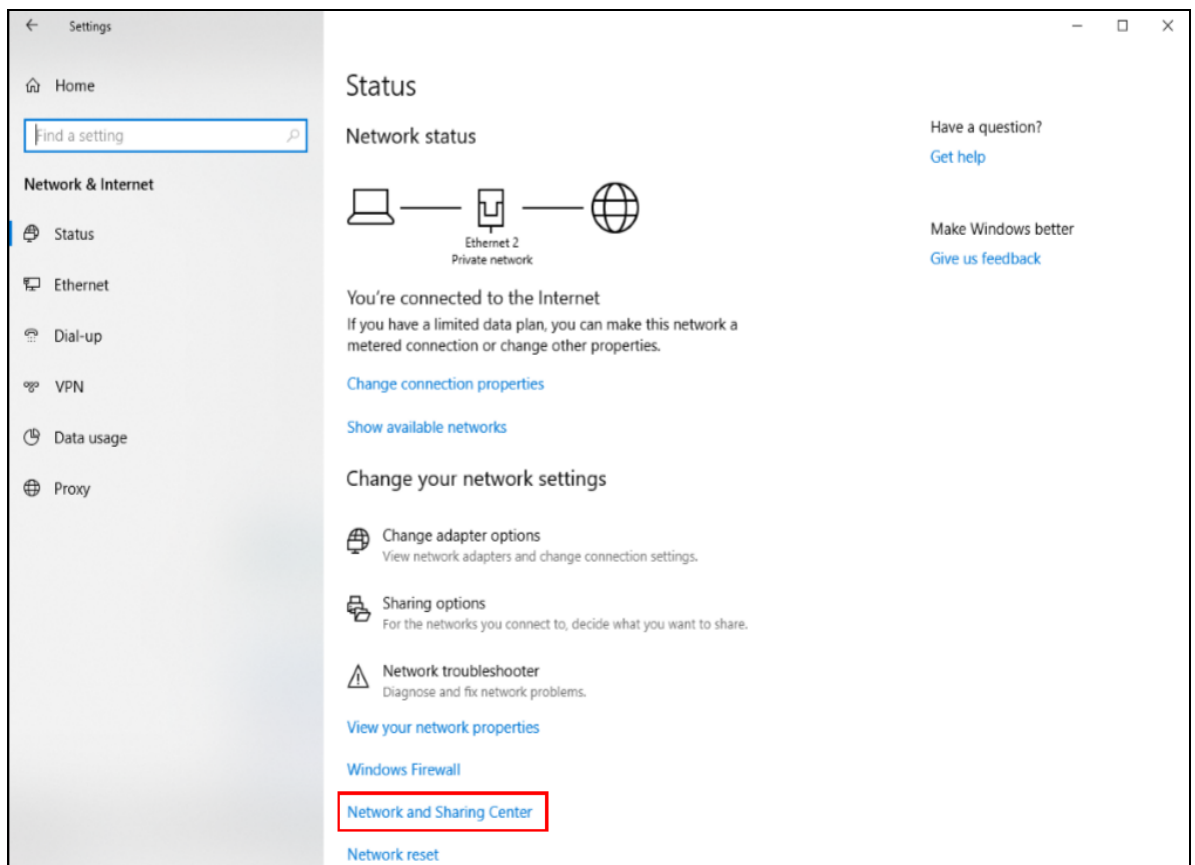 Settings
Home
Find a setting
Network & Internet
Status
Ethernet
Dial-up
VPN
Data usage
Proxy
Status
Network status
Ethernet 2
Private network
You're connected to the Internet
If you have a limited data plan, you can make this network a
metered connection or change other properties.
Change connection properties
Show available networks
Change your network settings
Change adapter options
View network adapters and change connection settings.
Sharing options
For the networks you connect to, decide what you want to share.
Network troubleshooter
Diagnose and fix network problems.
View your network properties
Windows Firewall
Network and Sharing Center
Network reset
Have a question?
Get help
Make Windows better
Give us feedback